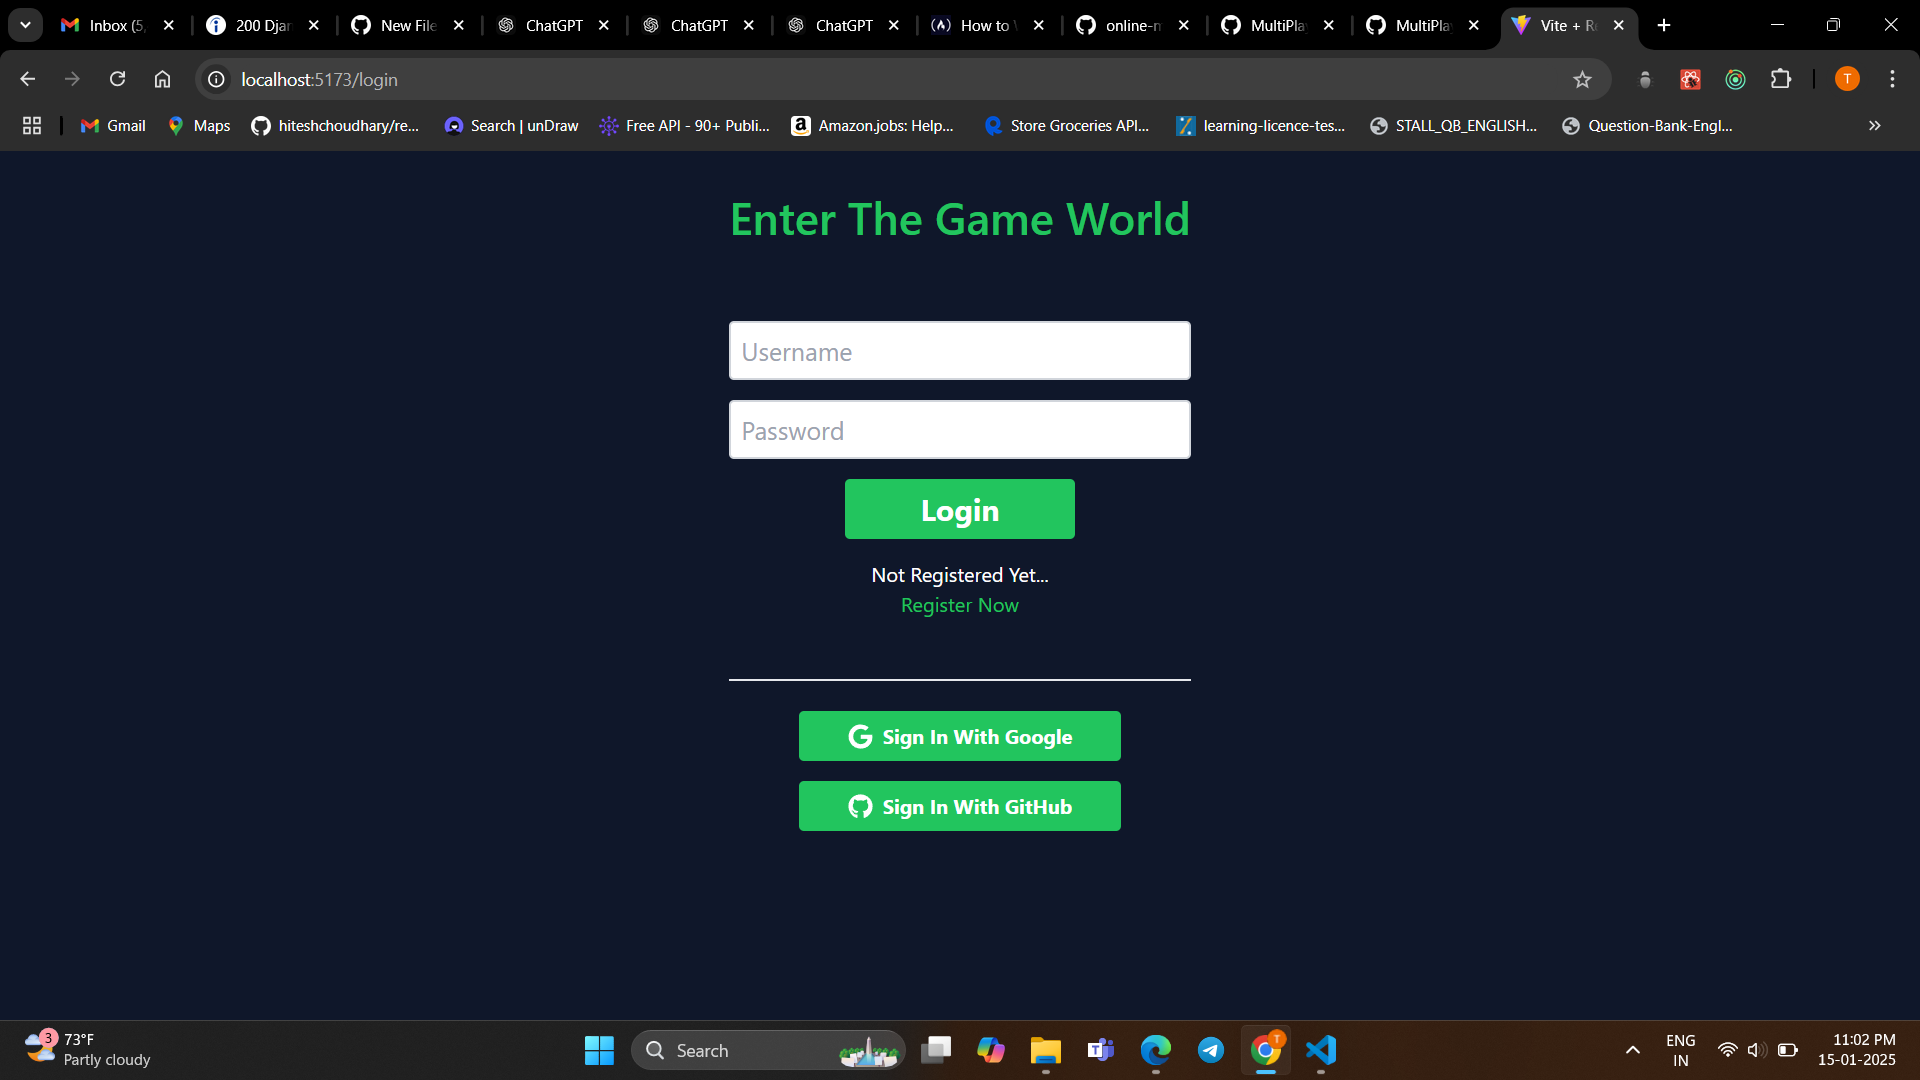 Inbox (5,
200 Djan
New File
ChatGPT
ChatGPT
ChatGPT
How to
online-m
MultiPla
MultiPla
Vite + Re
localhost:5173/login
T
Gmail
Maps
hiteshchoudhary/re...
Search | unDraw
Free API - 90+ Publi...
Amazon.jobs: Help...
Store Groceries API...
learning-licence-tes...
STALL_QB_ENGLISH...
Question-Bank-Engl...
Enter The Game World
Username
Password
Login
Not Registered Yet...
Register Now
Sign In With Google
Sign In With GitHub
3
73°F
Partly cloudy
Search
T
ENG
IN
11:02 PM
15-01-2025